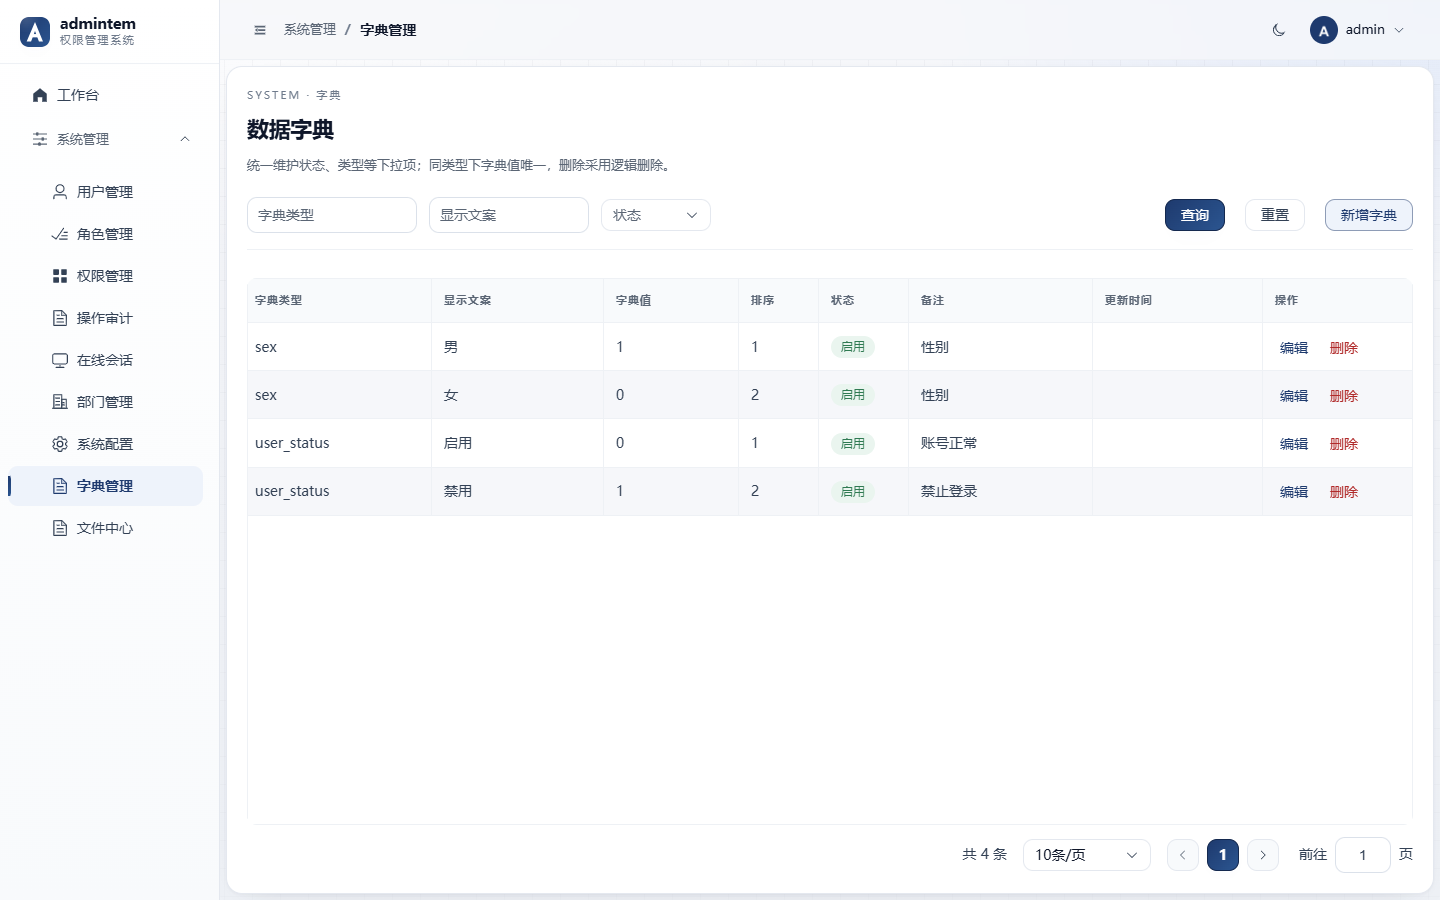 admintem
权限管理系统
工作台
系统管理
用户管理
角色管理
权限管理
操作审计
在线会话
部门管理
系统配置
字典管理
文件中心
系统管理 / 字典管理
A admin
SYSTEM · 字典
数据字典
统一维护状态、类型等下拉项；同类型下字典值唯一，删除采用逻辑删除。
字典类型 显示文案 状态 查询 重置 新增字典
字典类型 显示文案 字典值 排序 状态 备注 更新时间 操作
sex 男 1 1 启用 性别 编辑 删除
sex 女 0 2 启用 性别 编辑 删除
user_status 启用 0 1 启用 账号正常 编辑 删除
user_status 禁用 1 2 启用 禁止登录 编辑 删除
共 4 条 10条/页 1 前往 1 页